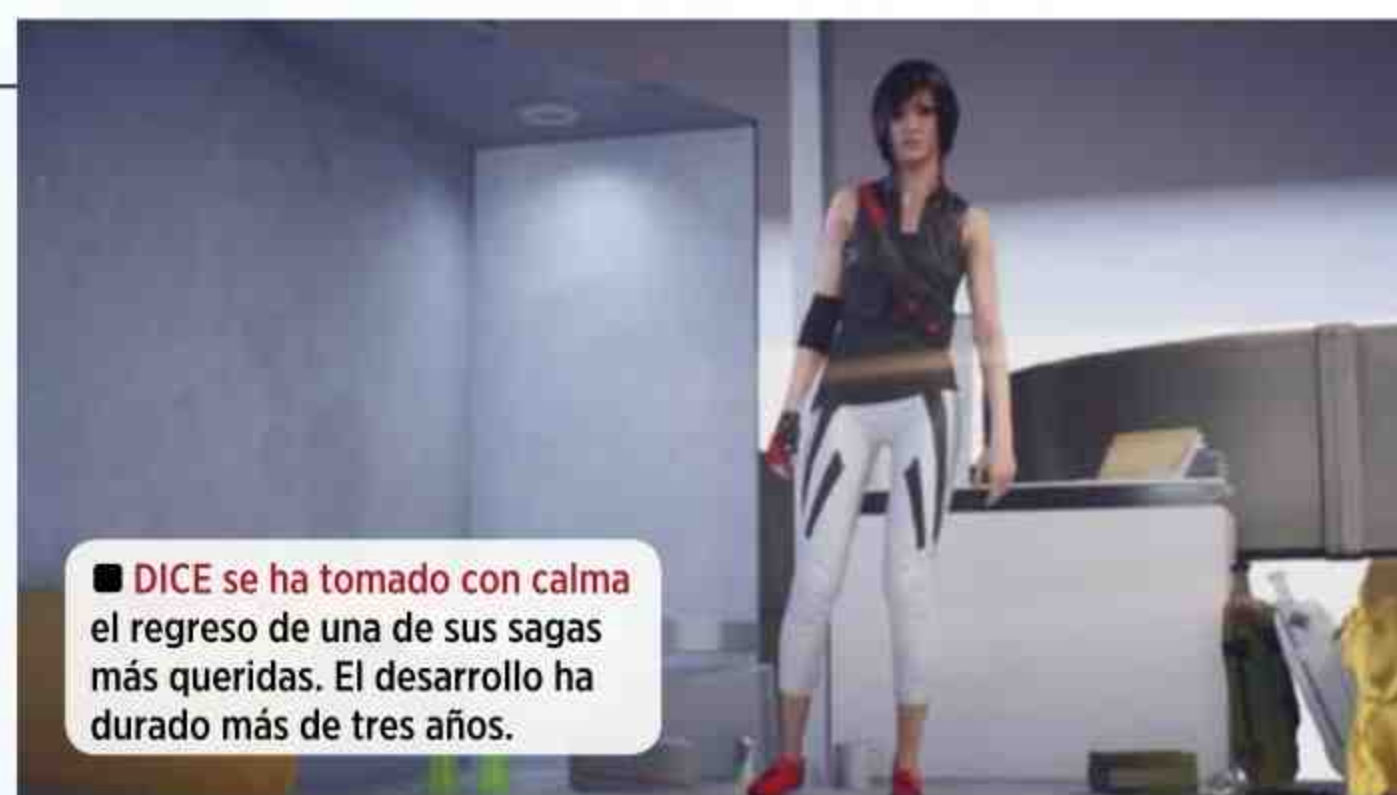 ■ DICE se ha tomado con calma
el regreso de una de sus sagas
más queridas. El desarrollo ha
durado más de tres años.